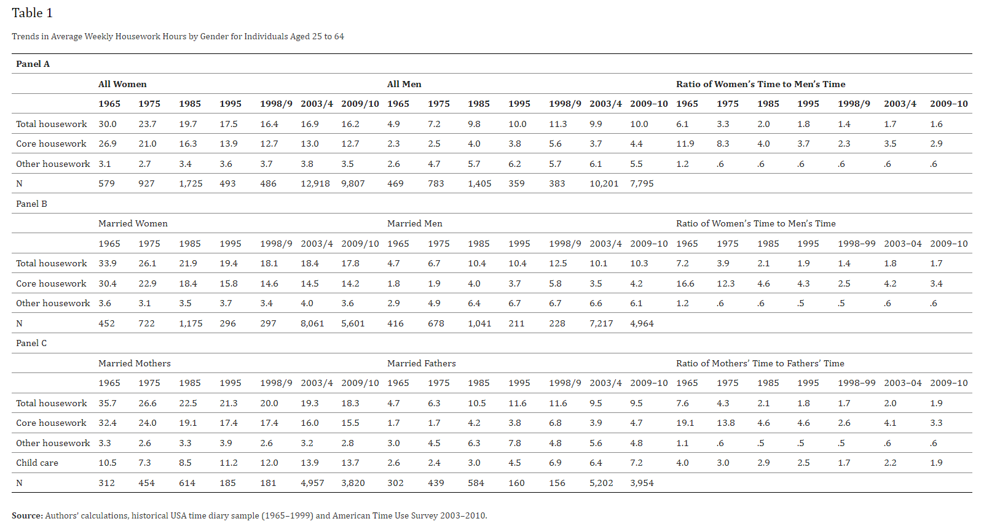 Table 1
Trends in Average Weekly Housework Hours by Gender for Individuals Aged 25 to 64
Panel A
All Women All Men Ratio of Women’s Time to Men’s Time
1965 1975 1985 1995 1998/9 2003/4 2009/10 1965 1975 1985 1995 1998/9 2003/4 2009–10 1965 1975 1985 1995 1998/9 2003/4 2009–10
Total housework 30.0 23.7 19.7 17.5 16.4 16.9 16.2 4.9 7.2 9.8 10.0 11.3 9.9 10.0 6.1 3.3 2.0 1.8 1.4 1.7 1.6
Core housework 26.9 21.0 16.3 13.9 12.7 13.0 12.7 2.3 2.5 4.0 3.8 5.6 3.7 4.4 11.9 8.3 4.0 3.7 2.3 3.5 2.9
Other housework 3.1 2.7 3.4 3.6 3.7 3.8 3.5 2.6 4.7 5.7 6.2 5.7 6.1 5.5 1.2 .6 .6 .6 .6 .6 .6
N 579 927 1,725 493 486 12,918 9,807 469 783 1,405 359 383 10,201 7,795
Panel B
Married Women Married Men Ratio of Women’s Time to Men’s Time
1965 1975 1985 1995 1998/9 2003/4 2009/10 1965 1975 1985 1995 1998/9 2003/4 2009–10 1965 1975 1985 1995 1998–99 2003–04 2009–10
Total housework 33.9 26.1 21.9 19.4 18.1 18.4 17.8 4.7 6.7 10.4 10.4 12.5 10.1 10.3 7.2 3.9 2.1 1.9 1.4 1.8 1.7
Core housework 30.4 22.9 18.4 15.8 14.6 14.5 14.2 1.8 1.9 4.0 3.7 5.8 3.5 4.2 16.6 12.3 4.6 4.3 2.5 4.2 3.4
Other housework 3.6 3.1 3.5 3.7 3.4 4.0 3.6 2.9 4.9 6.4 6.7 6.7 6.6 6.1 1.2 .6 .6 .5 .5 .6 .6
N 452 722 1,175 296 297 8,061 5,601 416 678 1,041 211 228 7,217 4,964
Panel C
Married Mothers Married Fathers Ratio of Mothers’ Time to Fathers’ Time
1965 1975 1985 1995 1998/9 2003/4 2009/10 1965 1975 1985 1995 1998/9 2003/4 2009–10 1965 1975 1985 1995 1998–99 2003–04 2009–10
Total housework 35.7 26.6 22.5 21.3 20.0 19.3 18.3 4.7 6.3 10.5 11.6 11.6 9.5 9.5 7.6 4.3 2.1 1.8 1.7 2.0 1.9
Core housework 32.4 24.0 19.1 17.4 17.4 16.0 15.5 1.7 1.7 4.2 3.8 6.8 3.9 4.7 19.1 13.8 4.6 4.6 2.6 4.1 3.3
Other housework 3.3 2.6 3.3 3.9 2.6 3.2 2.8 3.0 4.5 6.3 7.8 4.8 5.6 4.8 1.1 .6 .5 .5 .5 .6 .6
Child care 10.5 7.3 8.5 11.2 12.0 13.9 13.7 2.6 2.4 3.0 4.5 6.9 6.4 7.2 4.0 3.0 2.9 2.5 1.7 2.2 1.9
N 312 454 614 185 181 4,957 3,820 302 439 584 160 156 5,202 3,954
Source: Authors' calculations, historical USA time diary sample (1965–1999) and American Time Use Survey 2003–2010.